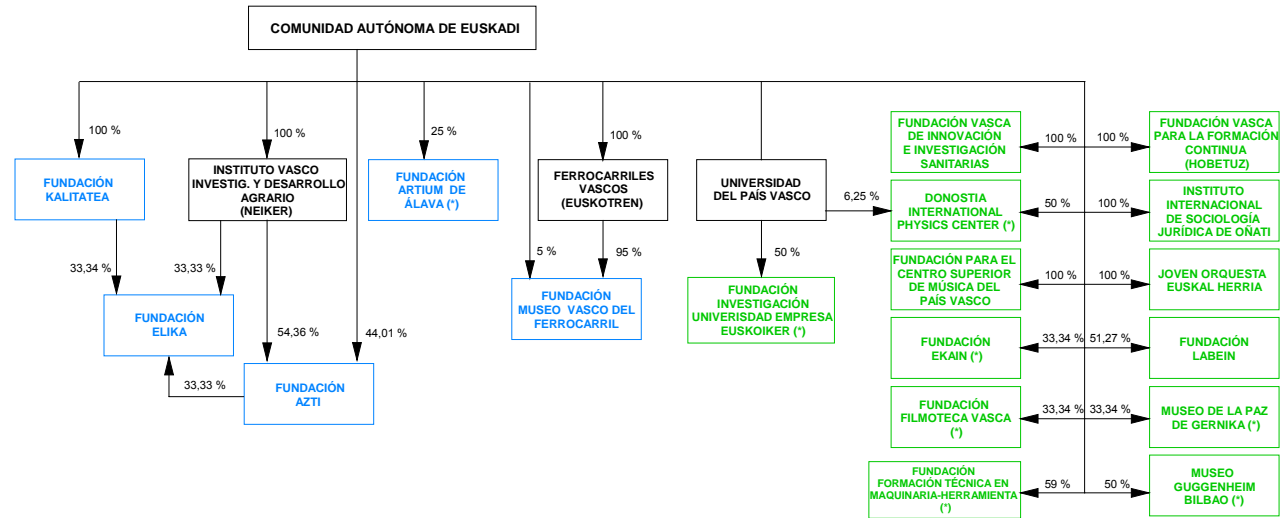 COMUNIDAD AUTÓNOMA DE EUSKADI
100 %
100 %
25 %
100 %
FUNDACIÓN
KALITATEA
INSTITUTO VASCO
INVESTIG. Y DESARROLLO
AGRARIO
(NEIKER)
FUNDACIÓN
ARTIUM DE
ÁLAVA (*)
FERROCARRILES
VASCOS
(EUSKOTREN)
UNIVERSIDAD
DEL PAÍS VASCO
6,25 %
33,34 %
33,33 %
5 %
95 %
50 %
FUNDACIÓN
ELIKA
54,36 %
44,01 %
FUNDACIÓN
MUSEO VASCO DEL
FERROCARRIL
FUNDACIÓN
INVESTIGACIÓN
UNIVERISDAD EMPRESA
EUSKOIKER (*)
33,33 %
FUNDACIÓN
AZTI
FUNDACIÓN VASCA
DE INNOVACIÓN
E INVESTIGACIÓN
SANITARIAS
100 %
100 %
FUNDACIÓN VASCA
PARA LA FORMACIÓN
CONTINUA
(HOBETUZ)
DONOSTIA
INTERNATIONAL
PHYSICS CENTER (*)
50 %
100 %
INSTITUTO
INTERNACIONAL
DE SOCIOLOGÍA
JURÍDICA DE OÑATI
FUNDACIÓN PARA EL
CENTRO SUPERIOR
DE MÚSICA DEL
PAÍS VASCO
100 %
100 %
JOVEN ORQUESTA
EUSKAL HERRIA
FUNDACIÓN
EKAIN (*)
33,34 %
51,27 %
FUNDACIÓN
LABEIN
FUNDACIÓN
FILMOTECA VASCA
(*)
33,34 %
33,34 %
MUSEO DE LA PAZ
DE GERNIKA (*)
FUNDACIÓN
FORMACIÓN TÉCNICA EN
MAQUINARIA-HERRAMIENTA
(*)
59 %
50 %
MUSEO
GUGGENHEIM
BILBAO (*)